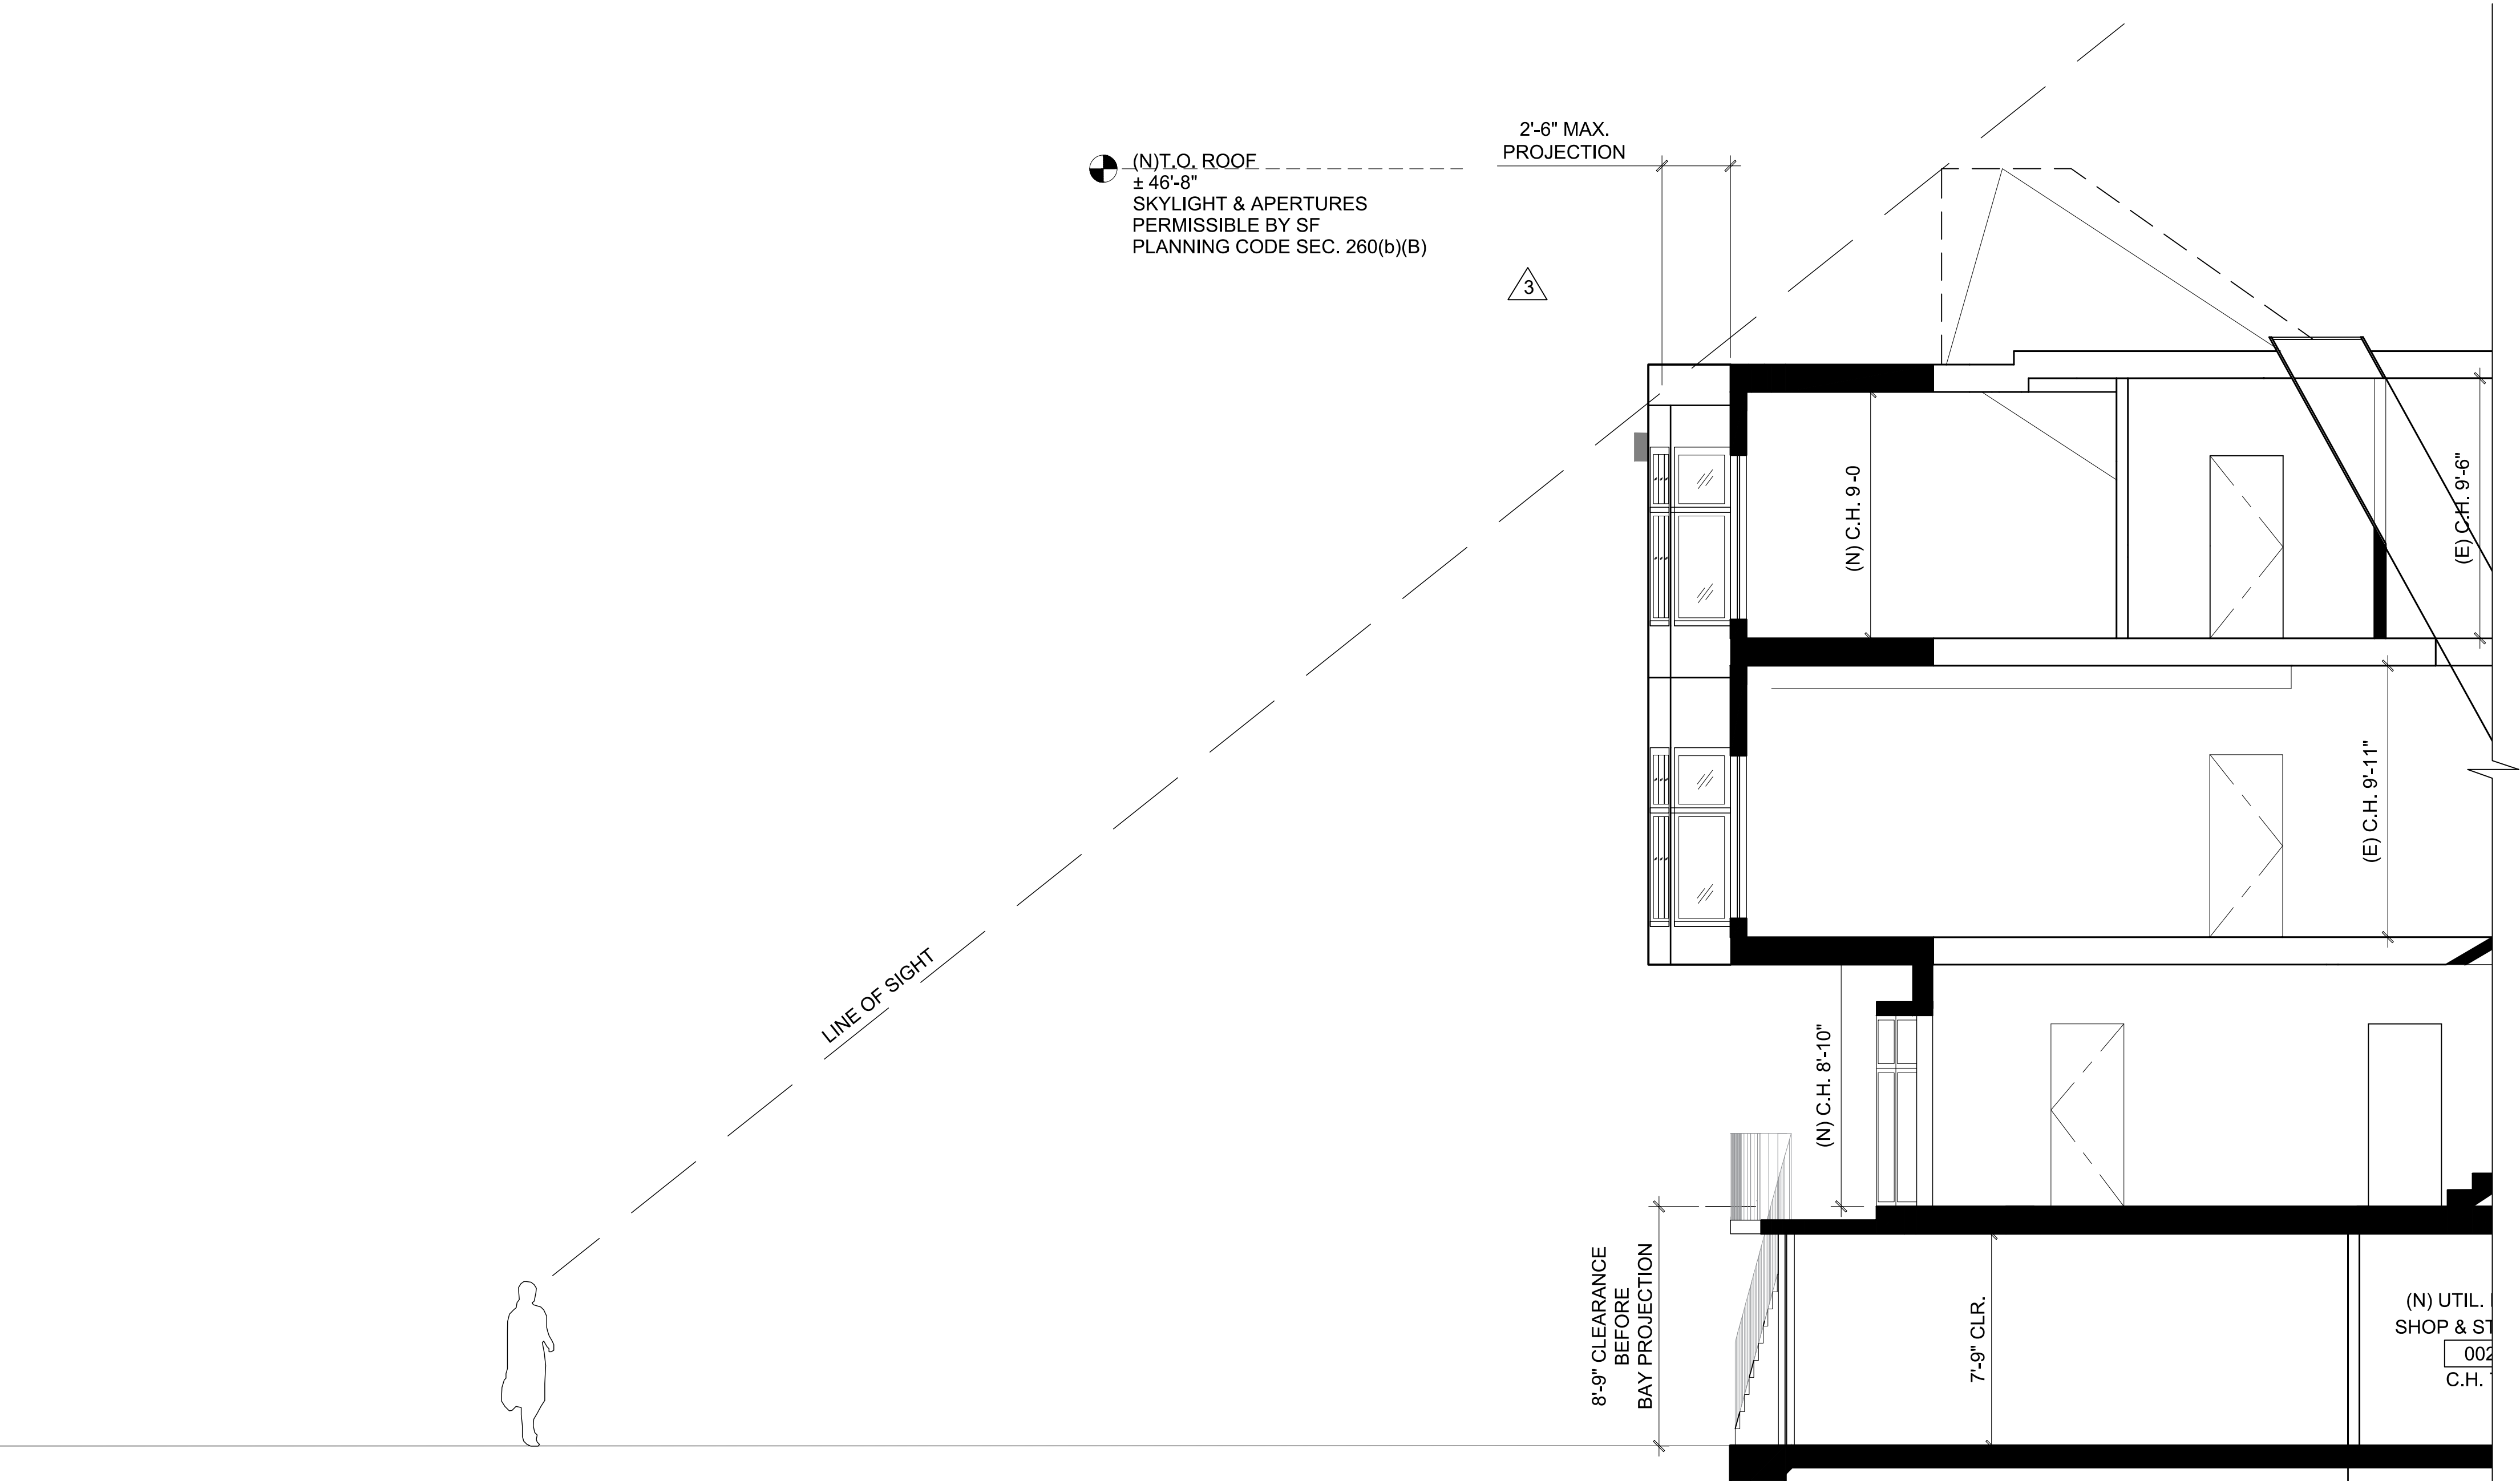 2'-6" MAX.
PROJECTION
(N)T.O. ROOF
± 46'-8"
SKYLIGHT & APERTURES
PERMISSIBLE BY SF
PLANNING CODE SEC. 260(b)(B)
3
(N) C.H. 9 -0
(E) C.H. 9'-6"
(E) C.H. 9'-11"
LINE OF SIGHT
(N) C.H. 8'-10"
8'-9" CLEARANCE
BEFORE
BAY PROJECTION
7'-9" CLR.
(N) UTIL.
SHOP & ST
002
C.H.